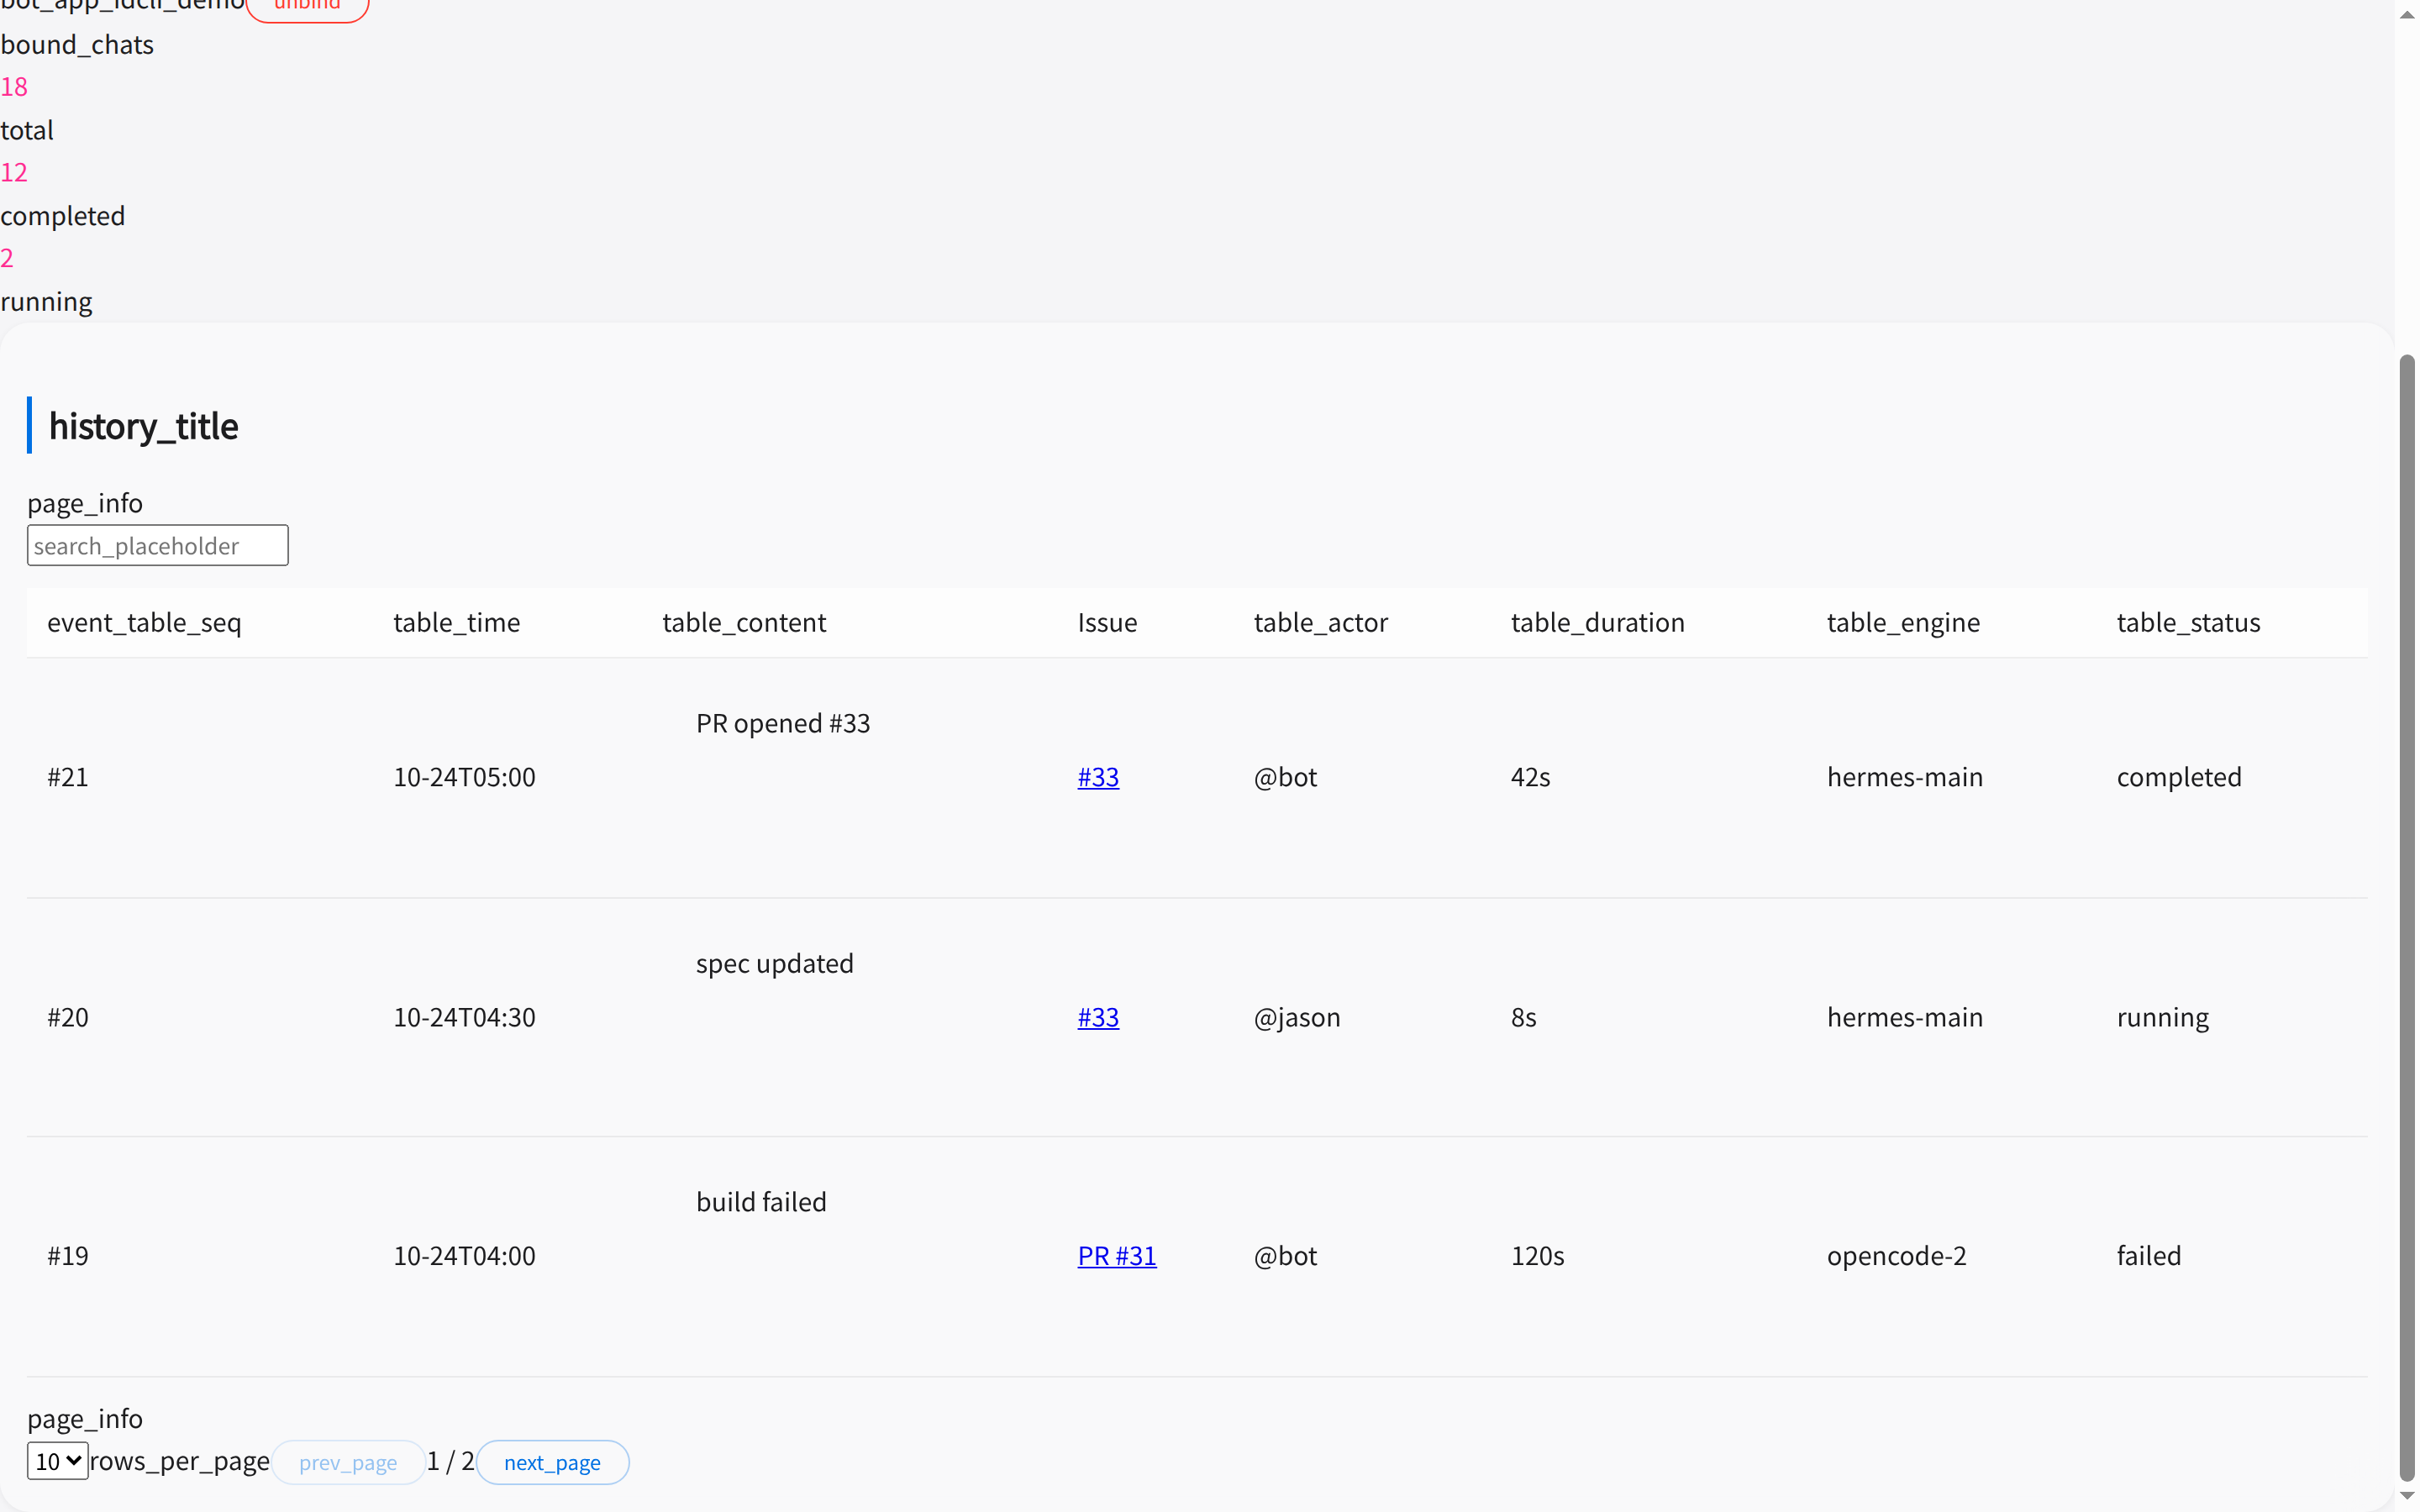 bot_app_idcli_demo unbind
bound_chats
18
total
12
completed
2
running
history_title
page_info
search_placeholder
event_table_seq table_time table_content Issue table_actor table_duration table_engine table_status
PR opened #33
#21 10-24T05:00 #33 @bot 42s hermes-main completed
spec updated
#20 10-24T04:30 #33 @jason 8s hermes-main running
build failed
#19 10-24T04:00 PR #31 @bot 120s opencode-2 failed
page_info
10 rows_per_page prev_page 1 / 2 next_page